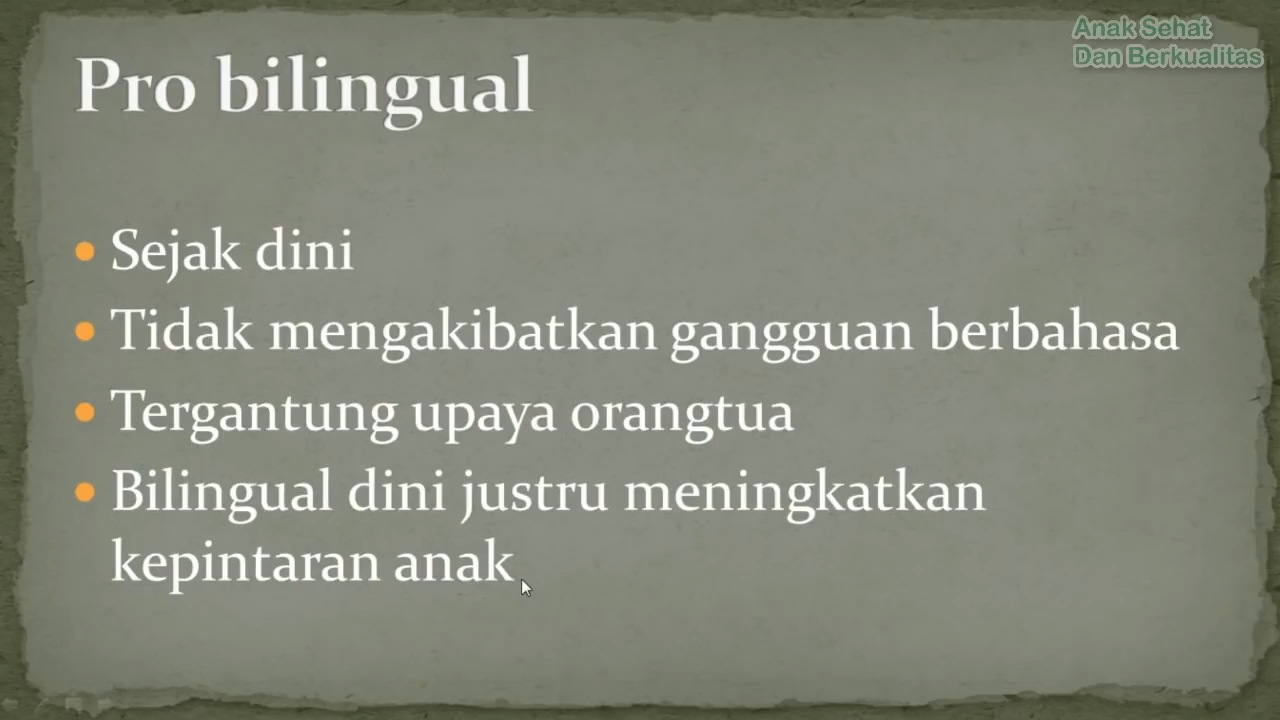 Anak Sehat
Dan Berkualitas
Pro bilingual
Sejak dini
Tidak mengakibatkan gangguan berbahasa
Tergantung upaya orangtua
Bilingual dini justru meningkatkan
kepintaran anak